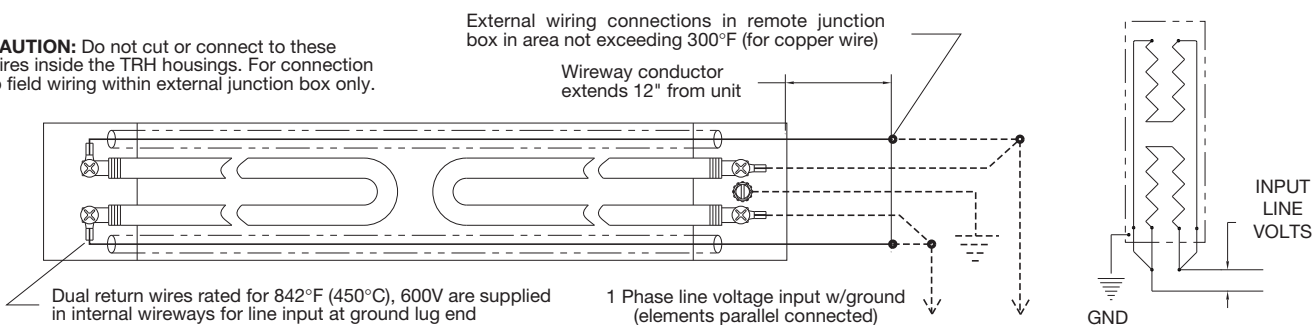 External wiring connections in remote junction
box in area not exceeding 300°F (for copper wire)
AUTION: Do not cut or connect to these
ires inside the TRH housings. For connection
o field wiring within external junction box only.
Wireway conductor
extends 12" from unit
INPUT
LINE
VOLTS
Dual return wires rated for 842°F (450°C), 600V are supplied
in internal wireways for line input at ground lug end
1 Phase line voltage input w/ground
(elements parallel connected)
GND